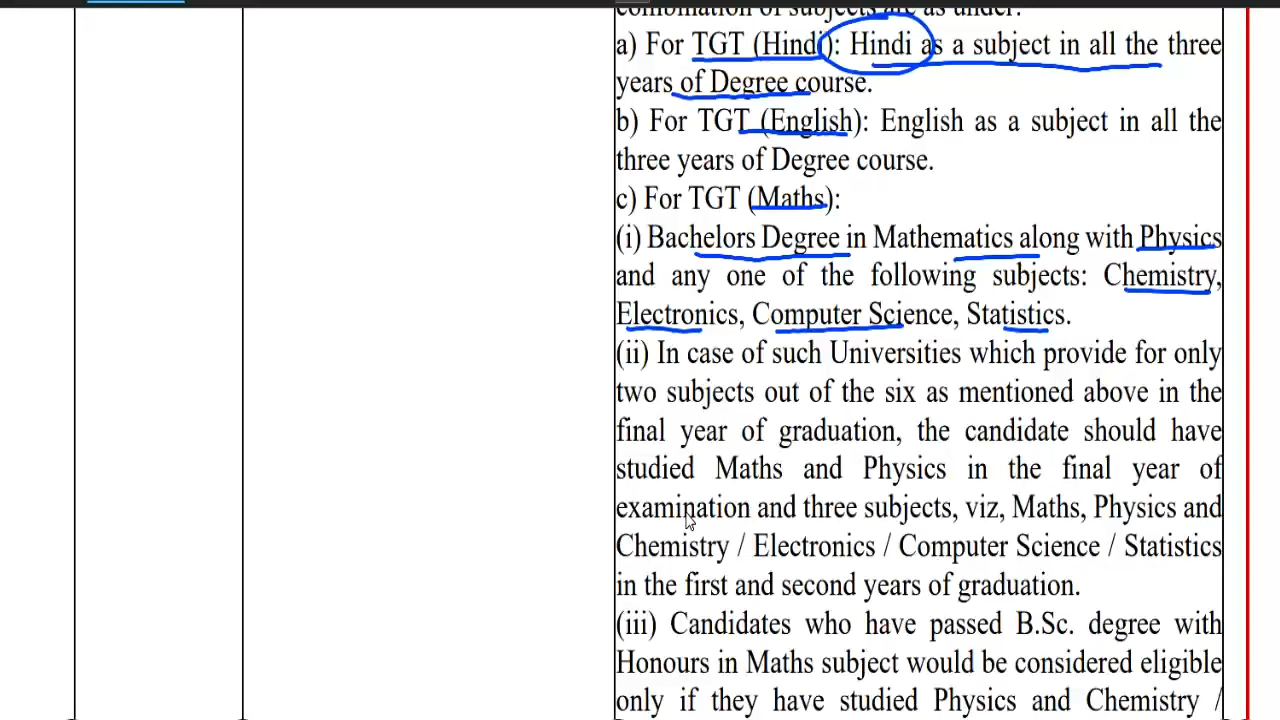 combination of subjects are as under:
a) For TGT (Hindi): Hindi as a subject in all the three
years of Degree course.
b) For TGT (English): English as a subject in all the
three years of Degree course.
c) For TGT (Maths):
(i) Bachelors Degree in Mathematics along with Physics
and any one of the following subjects: Chemistry,
Electronics, Computer Science, Statistics.
(ii) In case of such Universities which provide for only
two subjects out of the six as mentioned above in the
final year of graduation, the candidate should have
studied Maths and Physics in the final year of
examination and three subjects, viz, Maths, Physics and
Chemistry / Electronics / Computer Science / Statistics
in the first and second years of graduation.
(iii) Candidates who have passed B.Sc. degree with
Honours in Maths subject would be considered eligible
only if they have studied Physics and Chemistry /